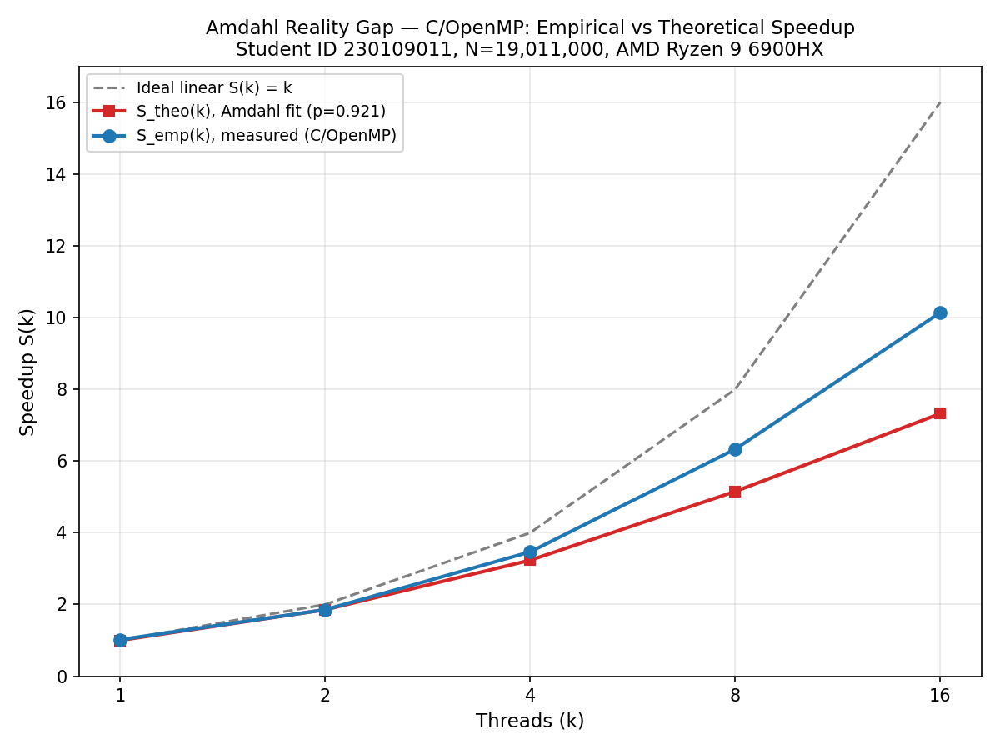 Amdahl Reality Gap — C/OpenMP: Empirical vs Theoretical Speedup
Student ID 230109011, N=19,011,000, AMD Ryzen 9 6900HX
Ideal linear S(k) = k
S_theo(k), Amdahl fit (p=0.921)
S_emp(k), measured (C/OpenMP)
16
14
12
10
8
6
4
2
0
Speedup S(k)
1 2 4 8 16
Threads (k)